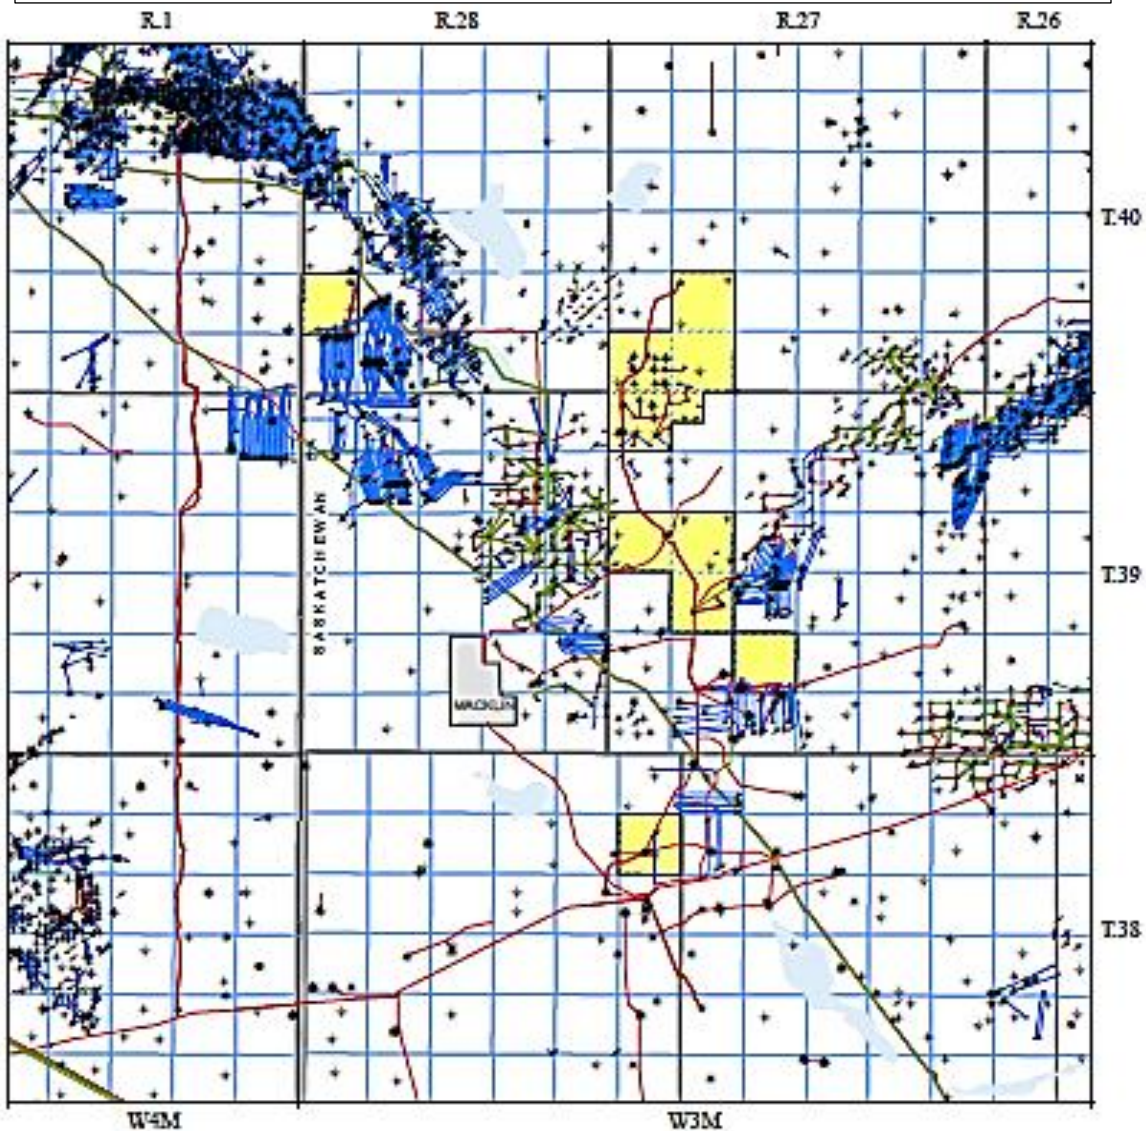 R.1 R.28 R.27 R.26
T.40
SASKATCHEWAN
T.39
MACKLIN
T.38
W4M W3M